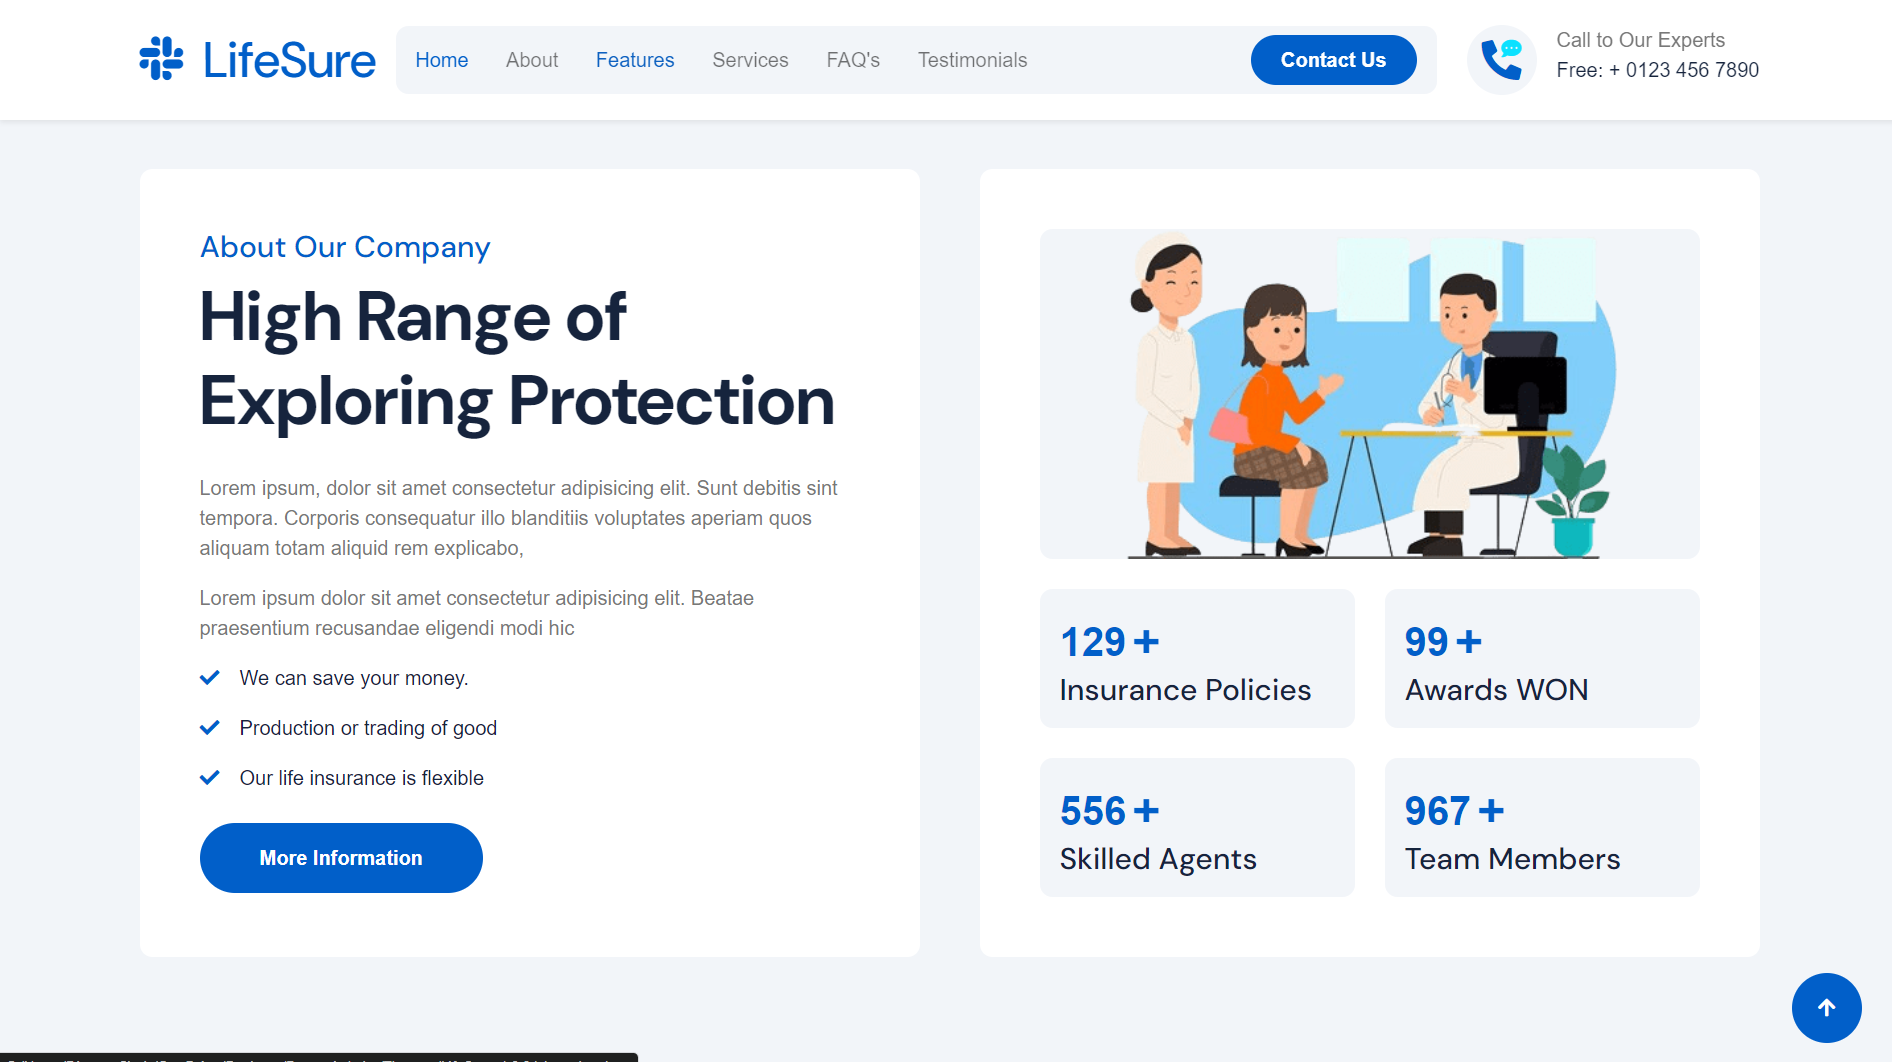 LifeSure
Home About Features Services FAQ's Testimonials
Contact Us
Call to Our Experts
Free: + 0123 456 7890
About Our Company
High Range of
Exploring Protection
Lorem ipsum, dolor sit amet consectetur adipisicing elit. Sunt debitis sint
tempora. Corporis consequatur illo blanditiis voluptates aperiam quos
aliquam totam aliquid rem explicabo,
Lorem ipsum dolor sit amet consectetur adipisicing elit. Beatae
praesentium recusandae eligendi modi hic
We can save your money.
Production or trading of good
Our life insurance is flexible
More Information
129 +
Insurance Policies
99 +
Awards WON
556 +
Skilled Agents
967 +
Team Members